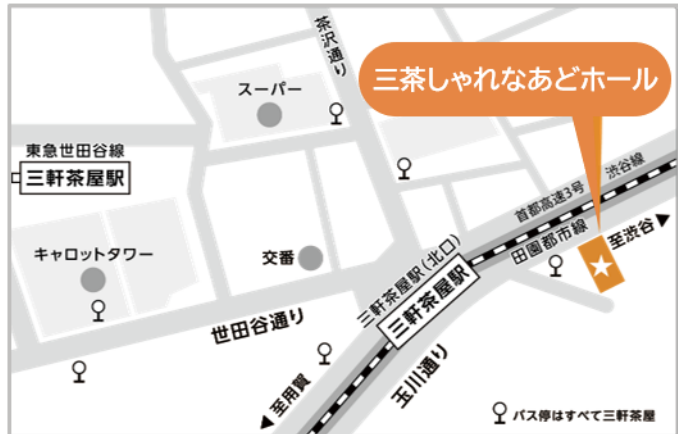 茶沢通り
三茶しゃれなあどホール
スーパー
東急世田谷線
三軒茶屋駅
首都高速3号 渋谷線
田園都市線
至渋谷
キャロットタワー
交番
三軒茶屋駅(北口)
三軒茶屋駅
世田谷通り
玉川通り
至用賀
バス停はすべて三軒茶屋